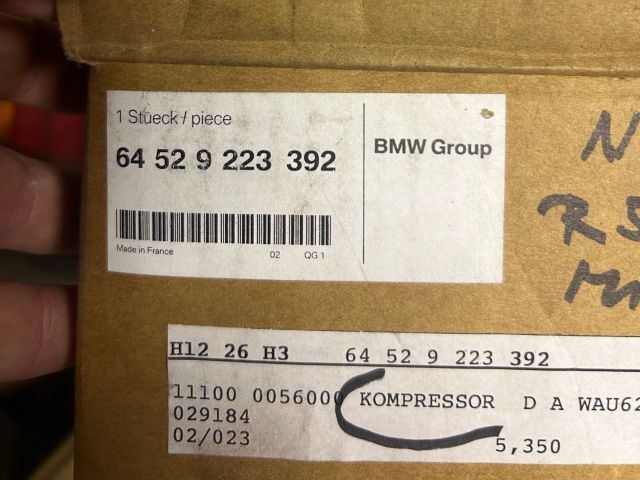 1 Stueck / piece
64 52 9 223 392
BMW Group
Made in France
02 QG 1
N
R
H12 26 H3 64 52 9 223 392
11100 0056000 KOMPRESSOR D A WAU62
029184
02/023
5,350